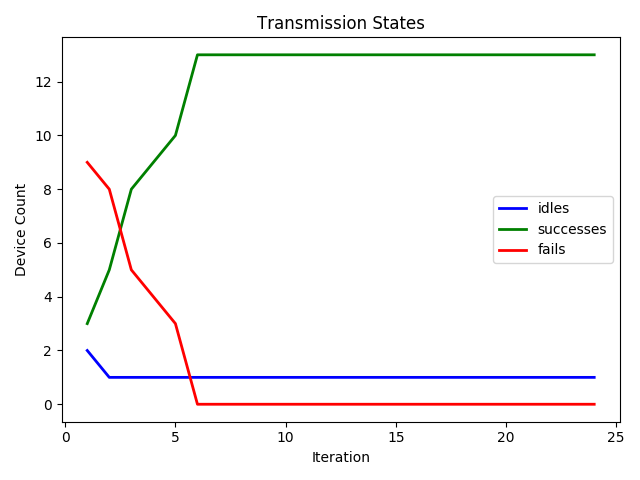 Transmission States
Device Count
12
10
8
6
4
2
0
idles
successes
fails
0 5 10 15 20 25
Iteration